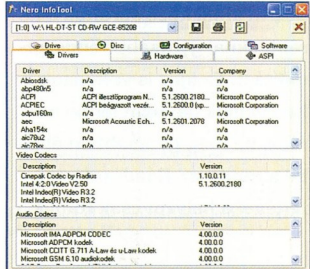 Nero InfoTool
[1:0] W:\ HL-DT-ST CD-RW GCE-8520B
Drive Disc Configuration Software
Drivers Hardware ASPI
Driver Description Version Company
Abiosdsk n/a n/a n/a
abp480n5 n/a n/a n/a
ACPI ACPI illesztőprogram N... 5.1.2600.2180... Microsoft Corporation
ACPIEC ACPI beágyazott vezér... 5.1.2600.0 (xp... Microsoft Corporation
adpu160m n/a n/a n/a
aec Microsoft Acoustic Ech... 5.1.2601.2078 Microsoft Corporation
Aha154x n/a n/a n/a
aic78u2 n/a n/a n/a
aic78xx n/a n/a n/a
Video Codecs
Description Version
Cinepak Codec by Radius 1.10.0.11
Intel 4:2:0 Video V2.50 5.1.2600.2180
Intel Indeo(R) Video R3.2
Intel Indeo(R) Video R3.2
Audio Codecs
Description Version
Microsoft IMA ADPCM CODEC 4.00.0.0
Microsoft ADPCM kodek 4.00.0.0
Microsoft CCITT G.711 A-Law és u-Law kodek 4.00.0.0
Microsoft GSM 6.10 audiokodek 4.00.0.0